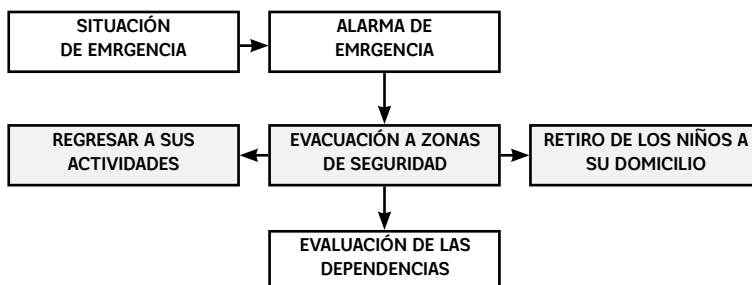 SITUACIÓN
DE EMRGENCIA
ALARMA DE
EMRGENCIA
REGRESAR A SUS
ACTIVIDADES
EVACUACIÓN A ZONAS
DE SEGURIDAD
RETIRO DE LOS NIÑOS A
SU DOMICILIO
EVALUACIÓN DE LAS
DEPENDENCIAS